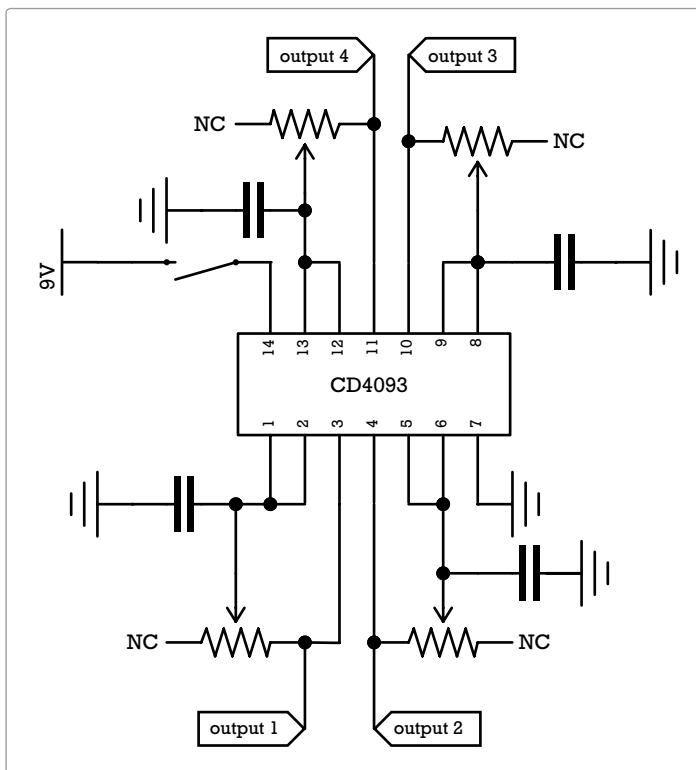 output 4
output 3
NC
NC
9V
14 13 12 11 10 9 8
CD4093
1 2 3 4 5 6 7
NC
NC
output 1
output 2